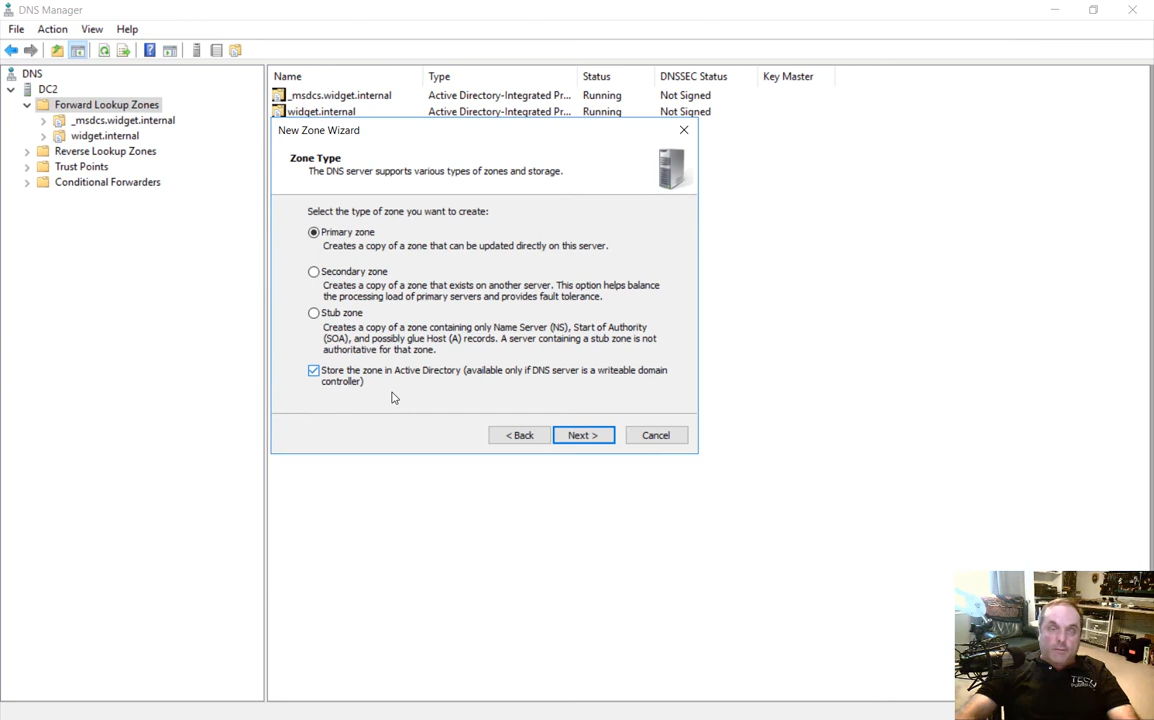 DNS Manager
File Action View Help
DNS
DC2
Forward Lookup Zones
_msdcs.widget.internal
widget.internal
Reverse Lookup Zones
Trust Points
Conditional Forwarders
Name Type Status DNSSEC Status Key Master
_msdcs.widget.internal Active Directory-Integrated Pr... Running Not Signed
widget.internal Active Directory-Integrated Pr... Running Not Signed
New Zone Wizard
Zone Type
The DNS server supports various types of zones and storage.
Select the type of zone you want to create:
Primary zone
Creates a copy of a zone that can be updated directly on this server.
Secondary zone
Creates a copy of a zone that exists on another server. This option helps balance
the processing load of primary servers and provides fault tolerance.
Stub zone
Creates a copy of a zone containing only Name Server (NS), Start of Authority
(SOA), and possibly glue Host (A) records. A server containing a stub zone is not
authoritative for that zone.
Store the zone in Active Directory (available only if DNS server is a writeable domain
controller)
< Back Next > Cancel